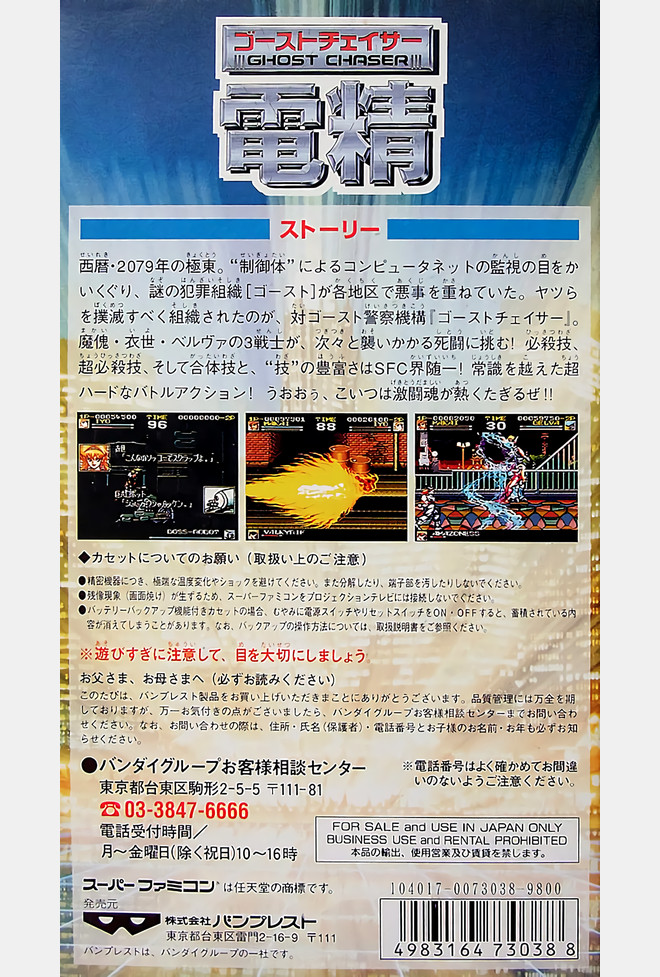 ゴーストチェイサー
GHOST CHASER
電精
ストーリー
西暦・2079年の極東。“制御体”によるコンピュータネットの監視の目をか
いくぐり、謎の犯罪組織[ゴースト]が各地区で悪事を重ねていた。ヤツら
を撲滅すべく組織されたのが、対ゴースト警察機構『ゴーストチェイサー』。
魔傀・衣世・ベルヴァの3戦士が、次々と襲いかかる死闘に挑む! 必殺技、
超必殺技、そして合体技と、“技”の豊富さはSFC界随一! 常識を越えた超
ハードなバトルアクション! うおぉぅ、こいつは激闘魂が熱くたぎるぜ!!
TIME
96
IYO
BOSS-ROBOT
TIME
88
MAKAI
VALKYRIE
TIME
30
MAKAI
BELVA
AMAZONESS
◆カセットについてのお願い(取扱い上のご注意)
●精密機器につき、極端な温度変化やショックを避けてください。また分解したり、端子部を汚したりしないでください。
●残像現象(画面焼け)が生ずるため、スーパーファミコンをプロジェクションテレビには接続しないでください。
●バッテリーバックアップ機能付きカセットの場合、むやみに電源スイッチやリセットスイッチをON・OFFすると、蓄積されている内
容が消えてしまうことがあります。なお、バックアップの操作方法については、取扱説明書をご参照ください。
※遊びすぎに注意して、目を大切にしましょう
お父さま、お母さまへ(必ずお読みください)
このたびは、バンプレスト製品をお買い上げいただきまことにありがとうございます。品質管理には万全を期
しておりますが、万一お気付きの点がございましたら、バンダイグループお客様相談センターまでお問い合わ
せください。なお、お問い合わせの際は、住所・氏名(保護者)・電話番号とお子様のお名前・お年も必ずお知
らせください。
●バンダイグループお客様相談センター
東京都台東区駒形2-5-5 〒111-81
☎03-3847-6666
電話受付時間/
月〜金曜日(除く祝日)10〜16時
※電話番号はよく確かめてお間違
いのないようご注意ください。
FOR SALE and USE IN JAPAN ONLY
BUSINESS USE and RENTAL PROHIBITED
本品の輸出、使用営業及び賃貸を禁じます。
スーパーファミコンは任天堂の商標です。
発売元
株式会社バンプレスト
東京都台東区雷門2-16-9 〒111
バンプレストは、バンダイグループの一社です。
104017-0073038-9800
4983164 73038 8